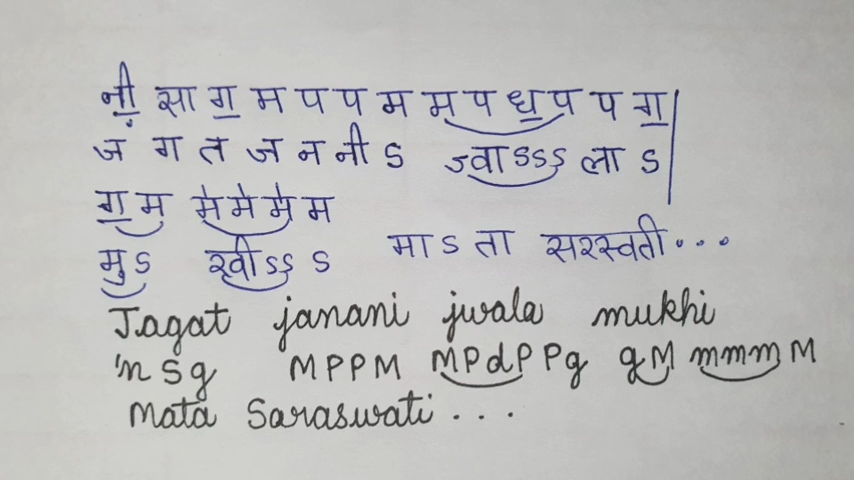 ऩी॒ सा ग॒ म प प म म प ध॒ प प ग॒ |
ज ग त ज न नी ऽ ज्वाऽऽऽ ला ऽ
ग॒ म म॑ म॑ म॑ म
मुऽ खीऽऽ ऽ माऽ ता सरस्वती...
Jagat janani jwala mukhi
'n S g MPPM MPdPPg gM mmmM
Mata Saraswati...